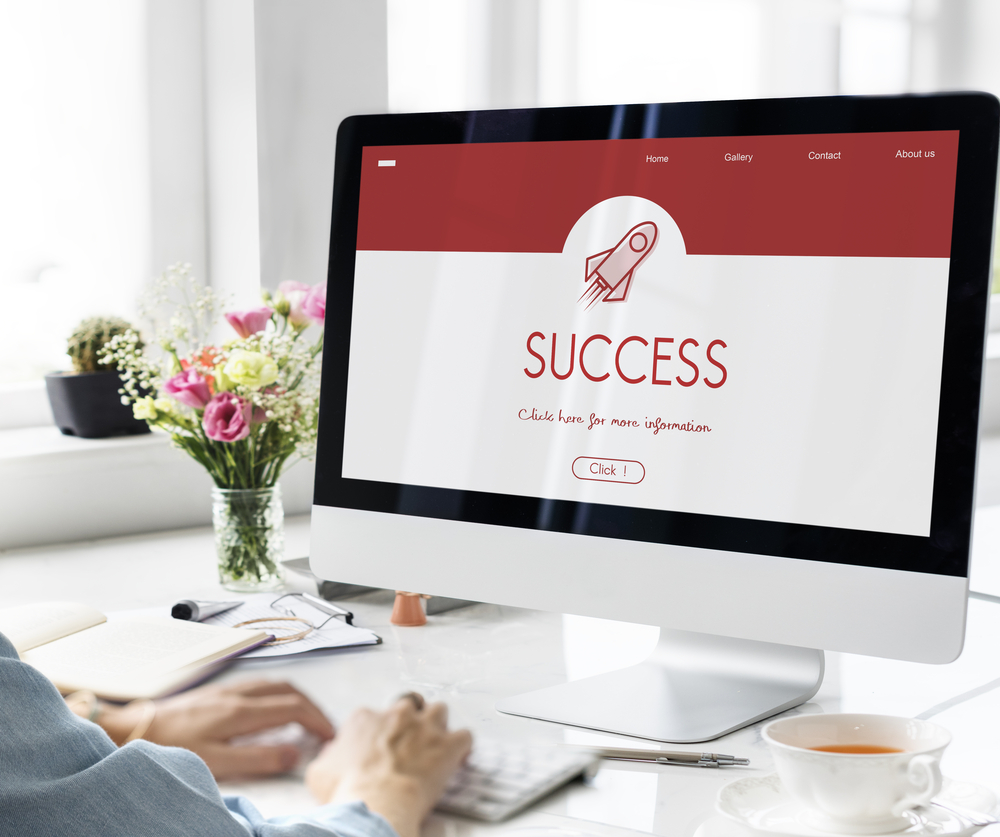 Home Gallery Contact About us
SUCCESS
Click here for more information
Click !